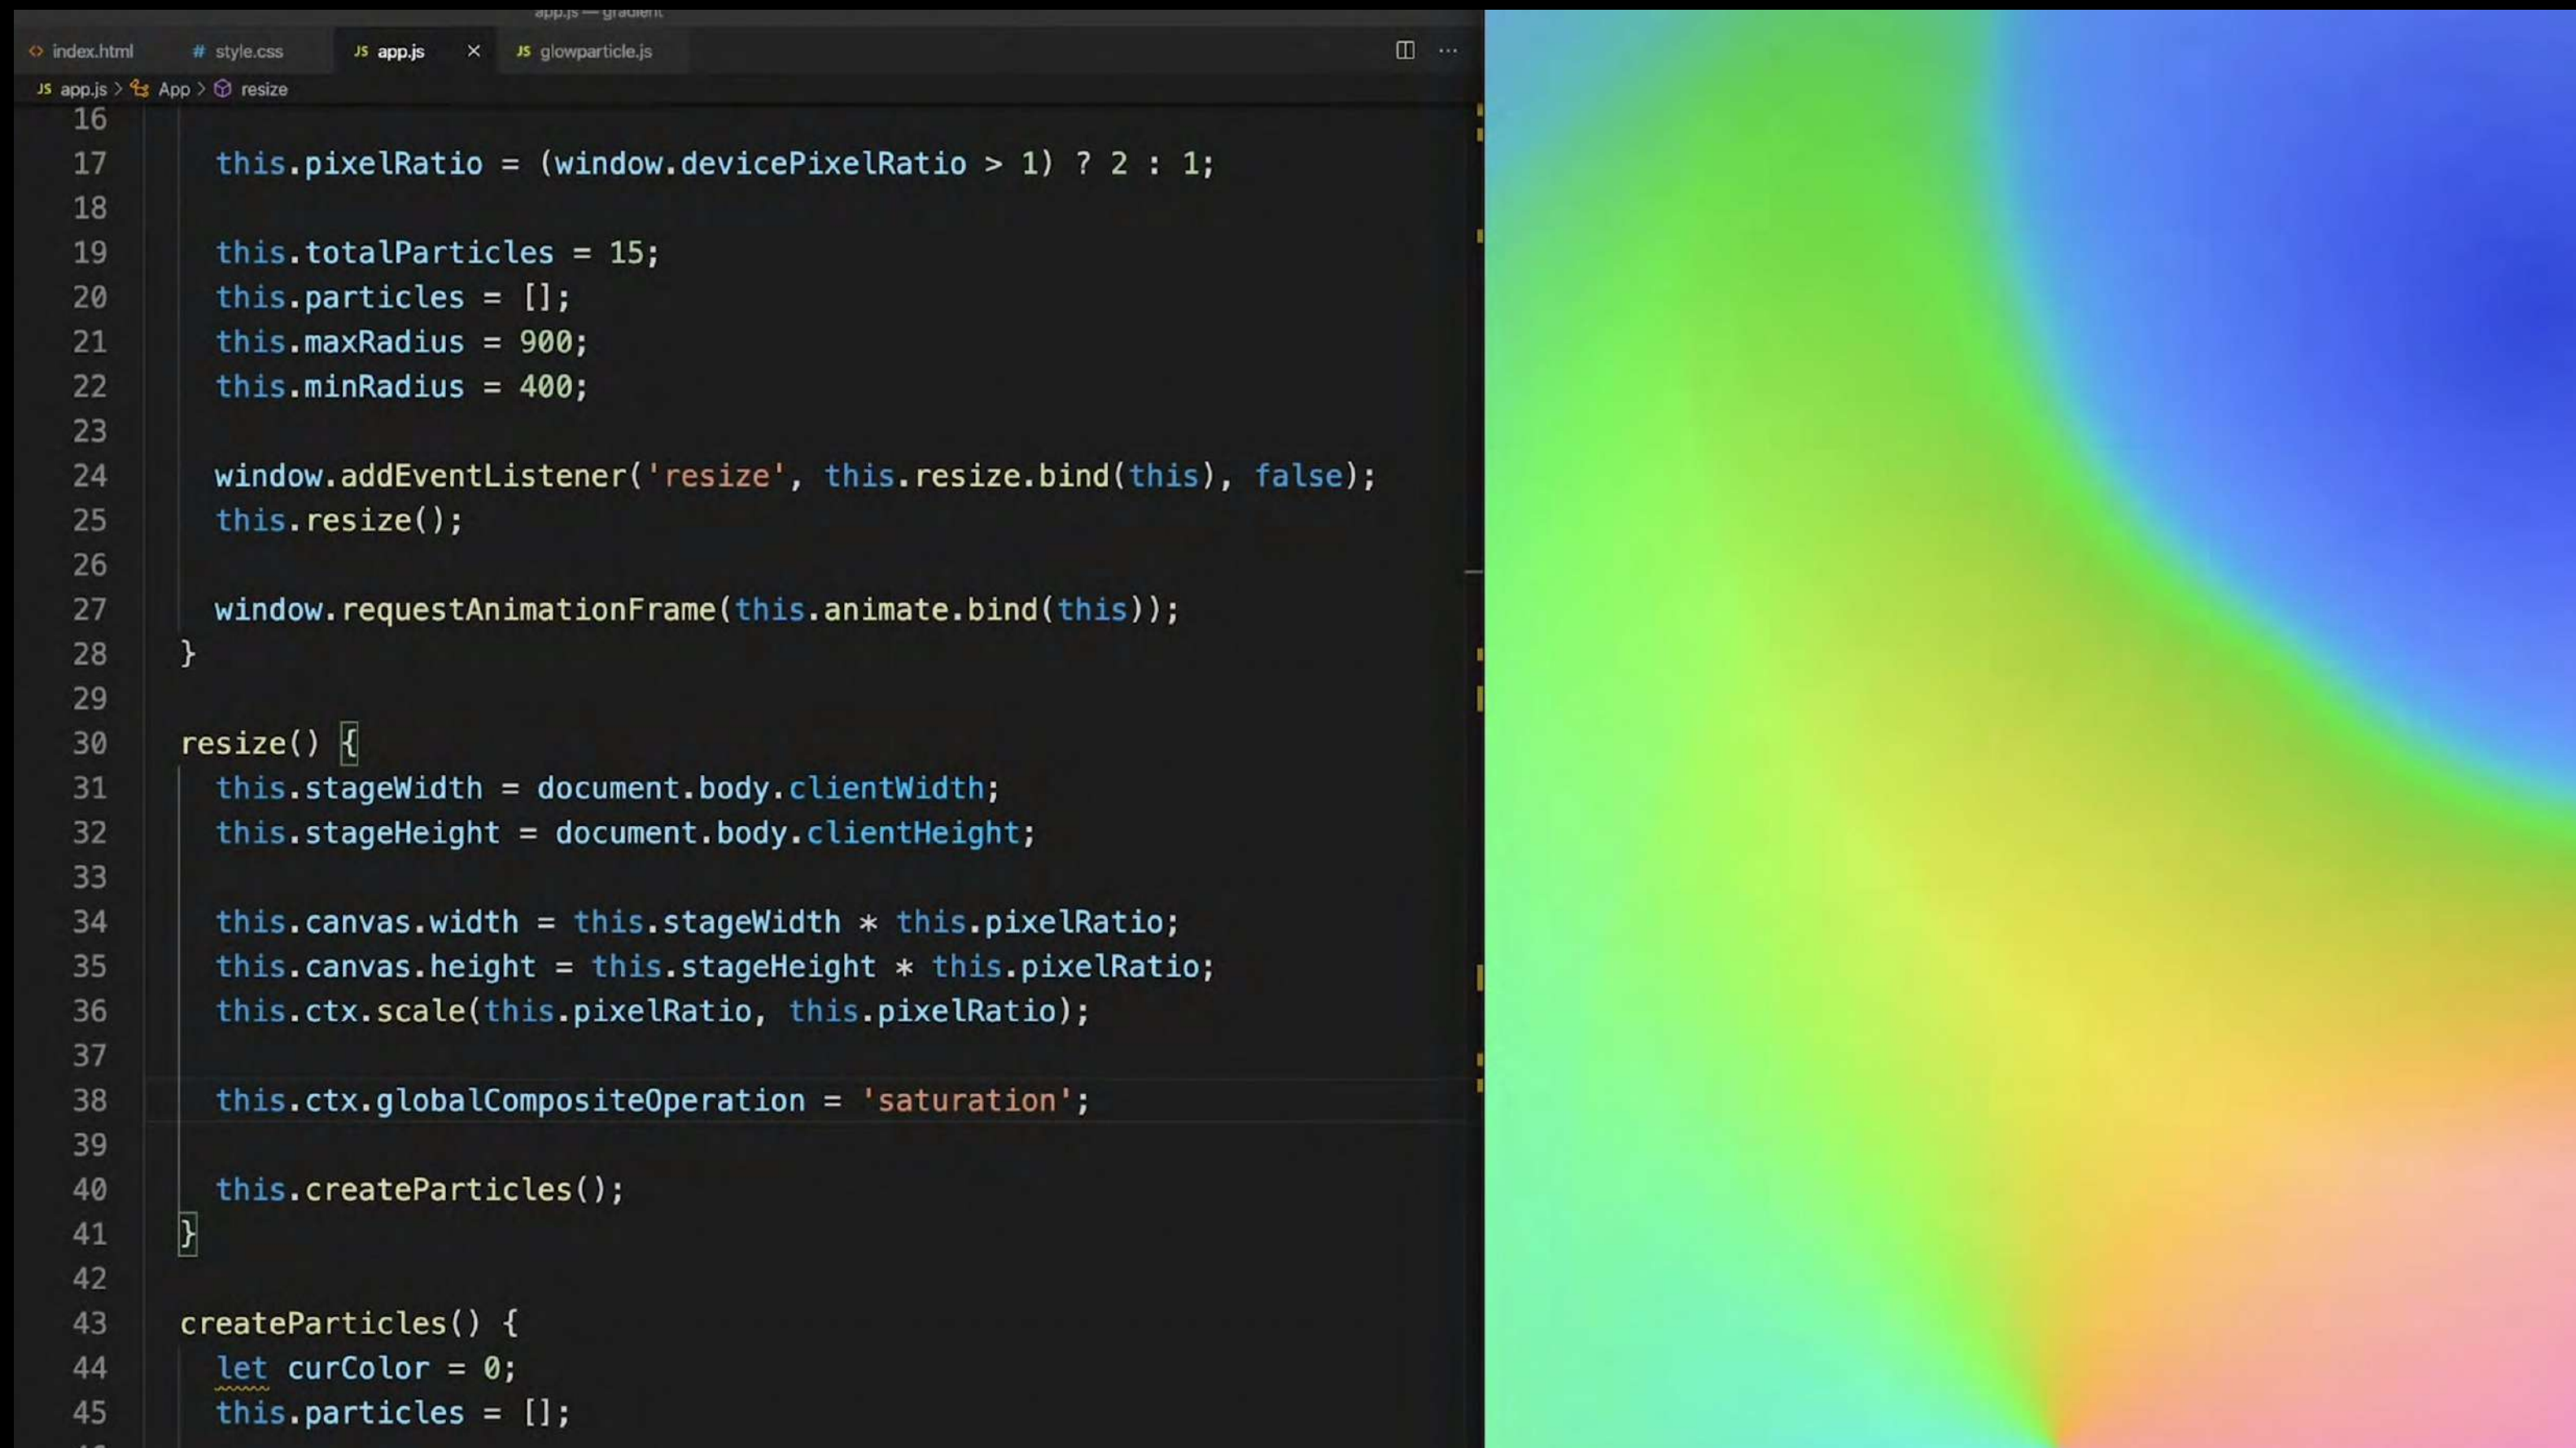 app.js — gradient
index.html style.css JS app.js JS glowparticle.js
JS app.js > App > resize
16
17 this.pixelRatio = (window.devicePixelRatio > 1) ? 2 : 1;
18
19 this.totalParticles = 15;
20 this.particles = [];
21 this.maxRadius = 900;
22 this.minRadius = 400;
23
24 window.addEventListener('resize', this.resize.bind(this), false);
25 this.resize();
26
27 window.requestAnimationFrame(this.animate.bind(this));
28 }
29
30 resize() {
31 this.stageWidth = document.body.clientWidth;
32 this.stageHeight = document.body.clientHeight;
33
34 this.canvas.width = this.stageWidth * this.pixelRatio;
35 this.canvas.height = this.stageHeight * this.pixelRatio;
36 this.ctx.scale(this.pixelRatio, this.pixelRatio);
37
38 this.ctx.globalCompositeOperation = 'saturation';
39
40 this.createParticles();
41 }
42
43 createParticles() {
44 let curColor = 0;
45 this.particles = [];